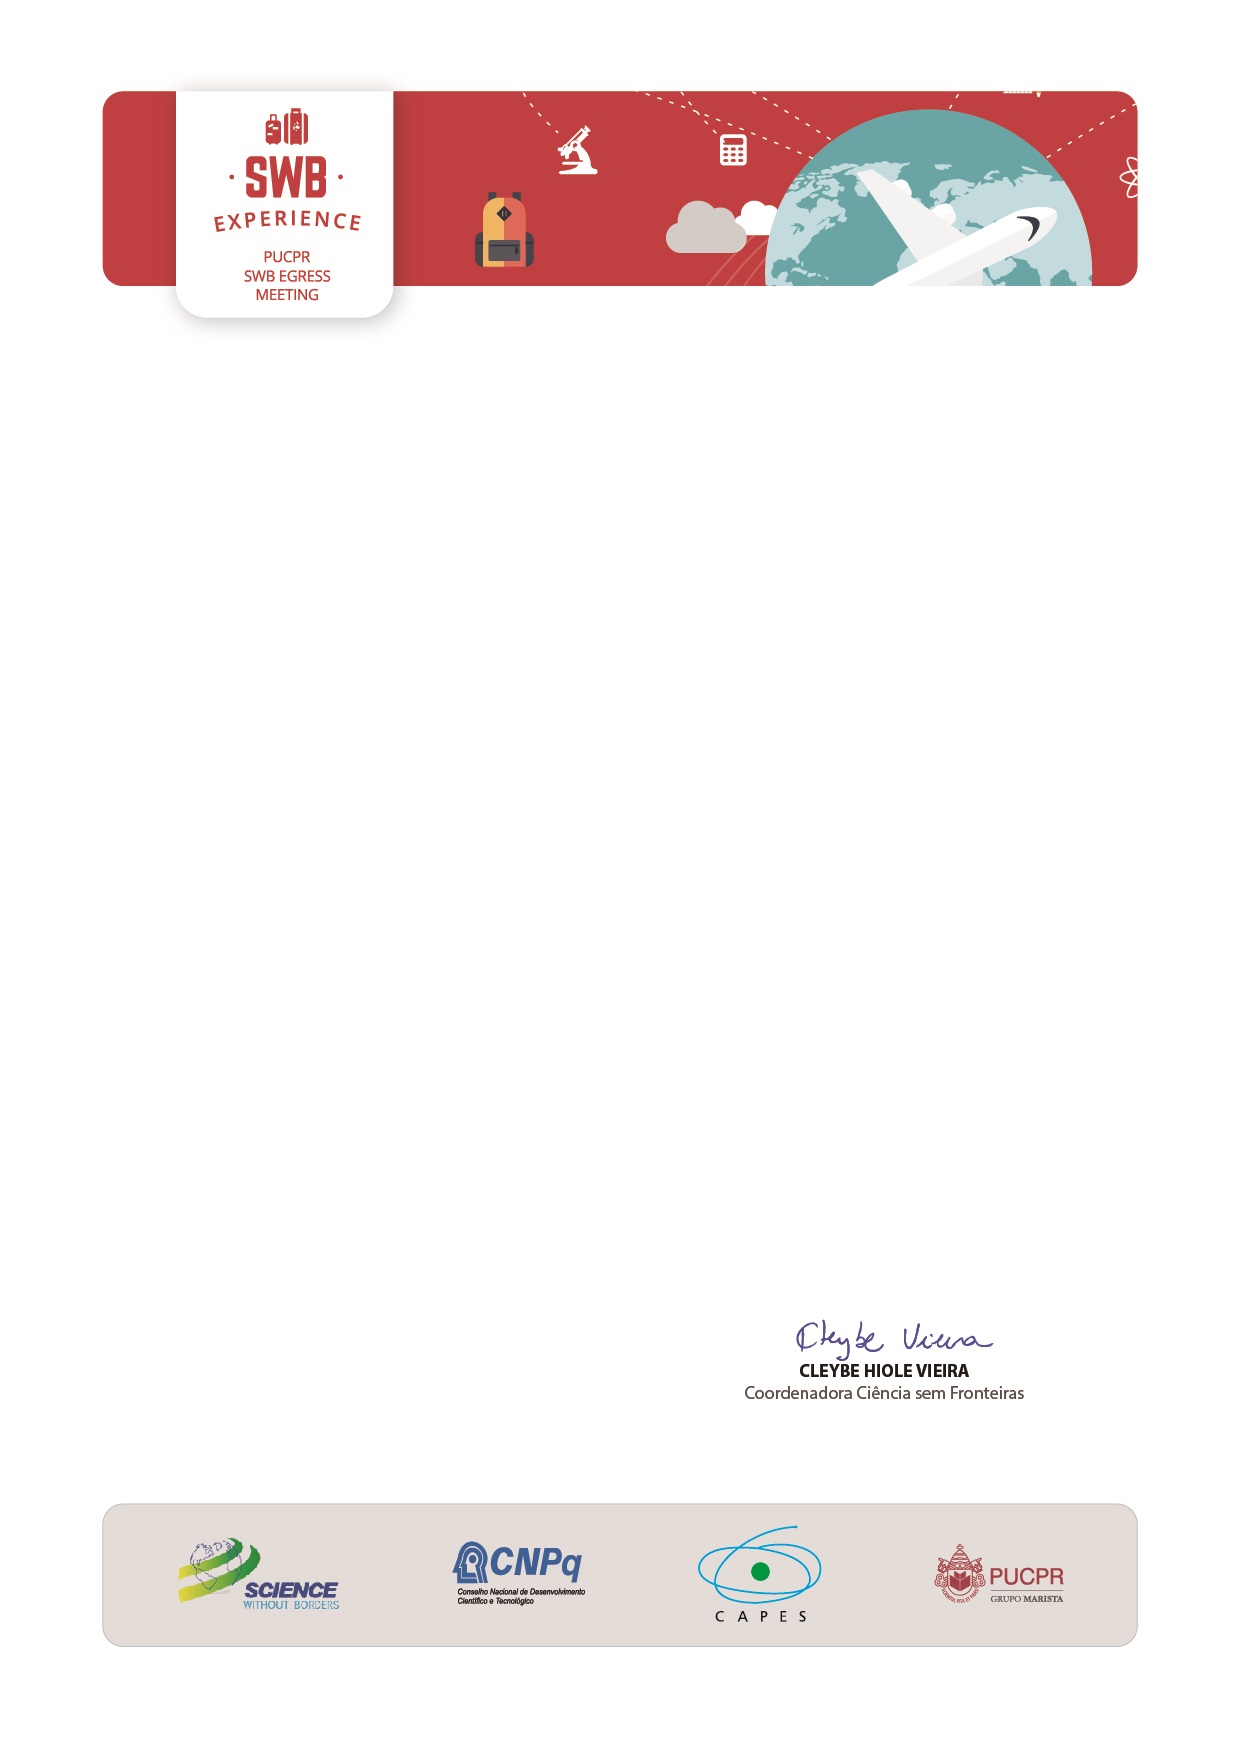 SWB
EXPERIENCE
PUCPR
SWB EGRESS
MEETING
Cleybe Vieira
CLEYBE HIOLE VIEIRA
Coordenadora Ciência sem Fronteiras
SCIENCE
WITHOUT BORDERS
CNPq
Conselho Nacional de Desenvolvimento
Científico e Tecnológico
CAPES
PUCPR
GRUPO MARISTA